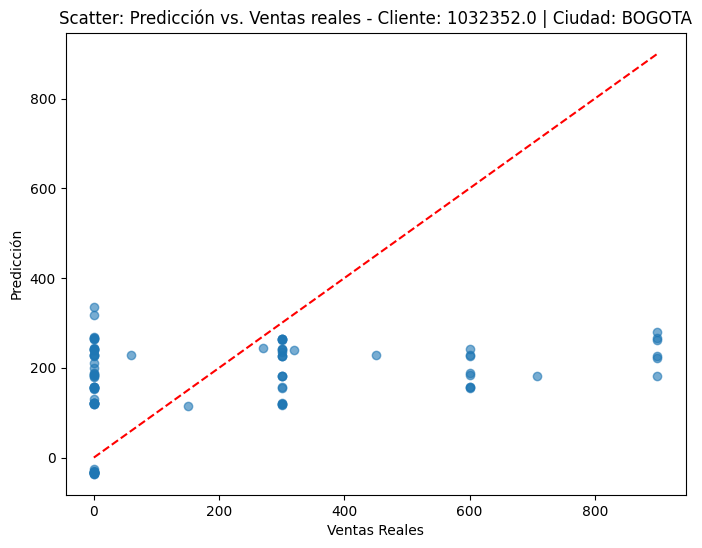 Scatter: Predicción vs. Ventas reales - Cliente: 1032352.0 | Ciudad: BOGOTA
Predicción
800
600
400
200
0
0 200 400 600 800
Ventas Reales